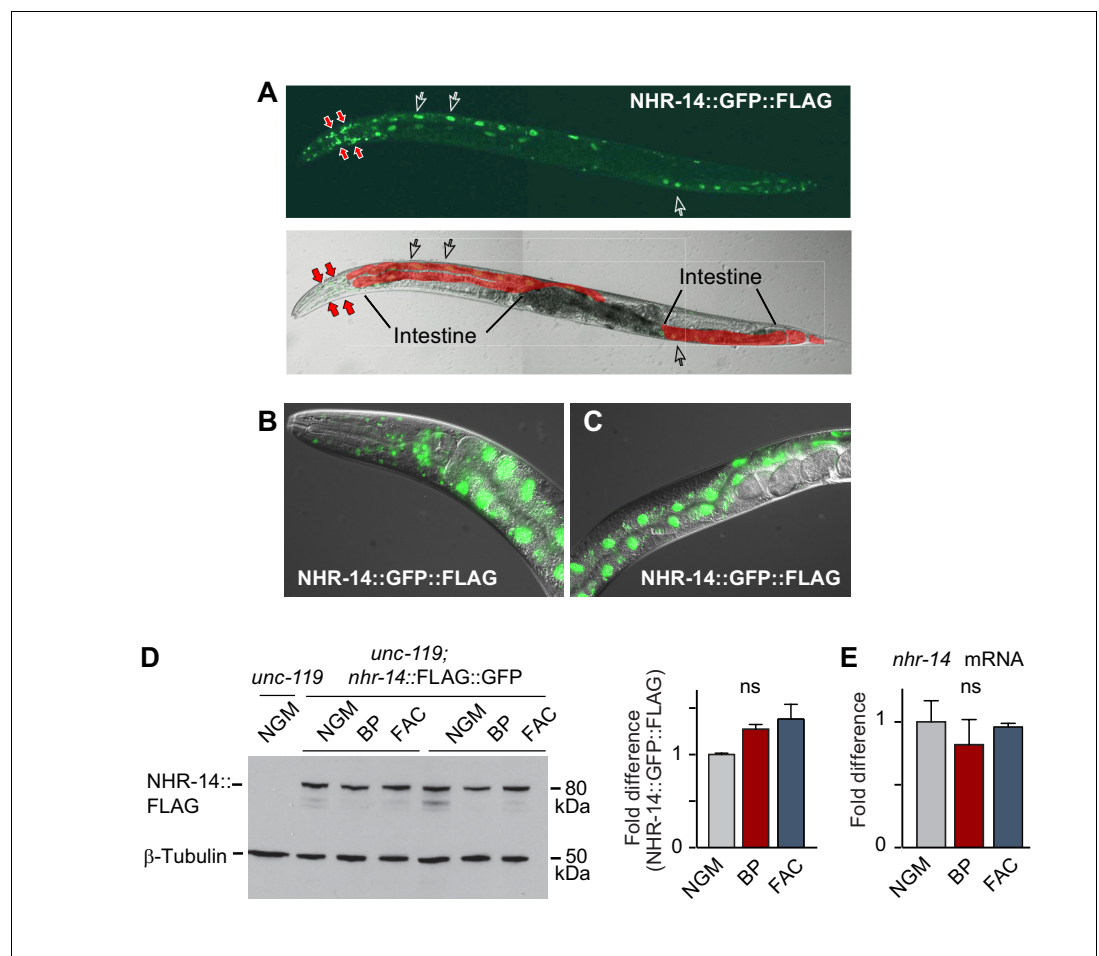 A
NHR-14::GFP::FLAG
Intestine
Intestine
B
C
NHR-14::GFP::FLAG
NHR-14::GFP::FLAG
D
unc-119
unc-119;
nhr-14::FLAG::GFP
NGM
NGM
BP
FAC
NGM
BP
FAC
NHR-14::
FLAG
β-Tubulin
80
kDa
50
kDa
Fold difference
(NHR-14::GFP::FLAG)
ns
1
0
NGM
BP
FAC
E
nhr-14 mRNA
ns
Fold difference
1
0
NGM
BP
FAC